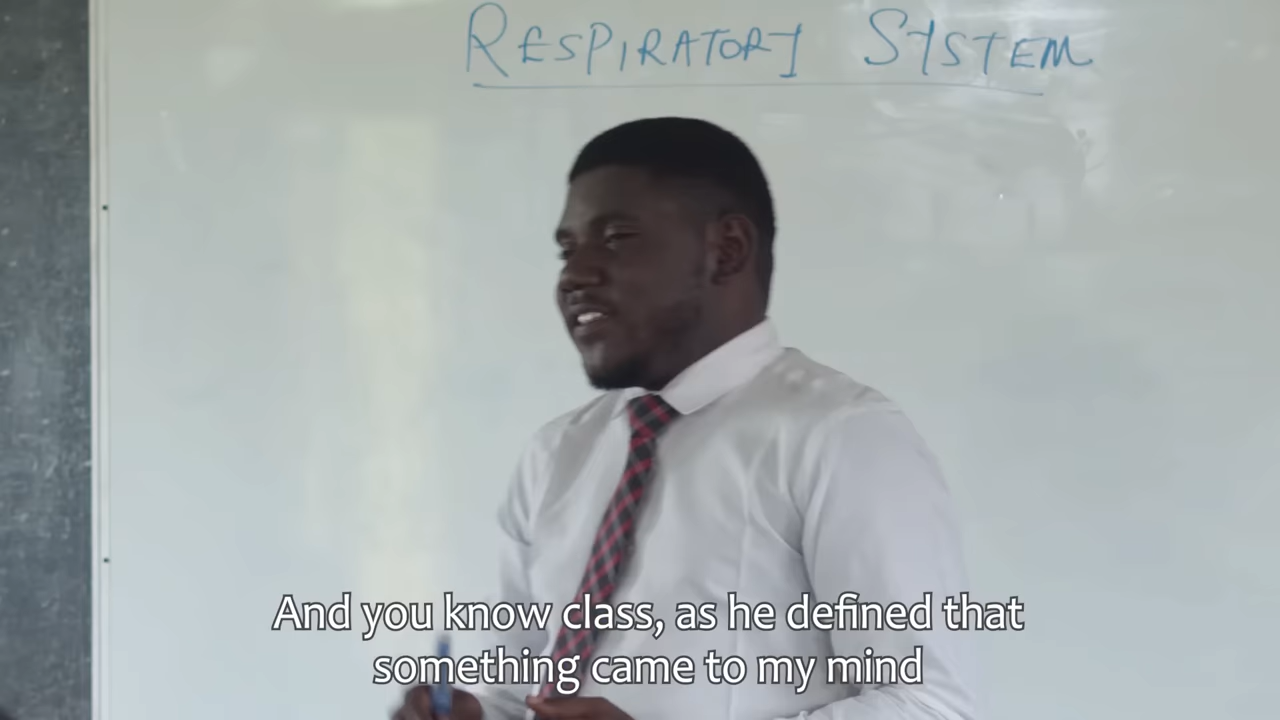 RESPIRATORY SYSTEM
And you know class, as he defined that
something came to my mind